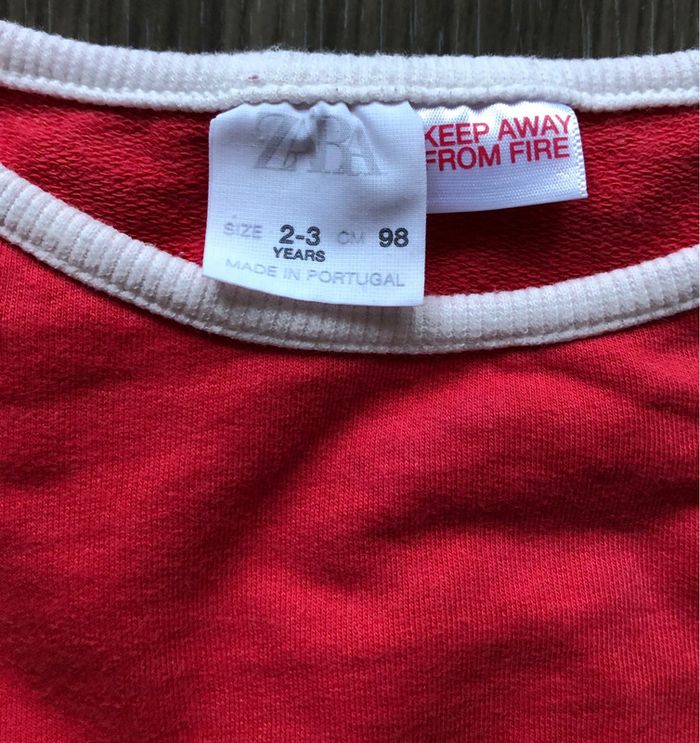 ZARA
KEEP AWAY
FROM FIRE
SIZE 2-3 CM 98
YEARS
MADE IN PORTUGAL